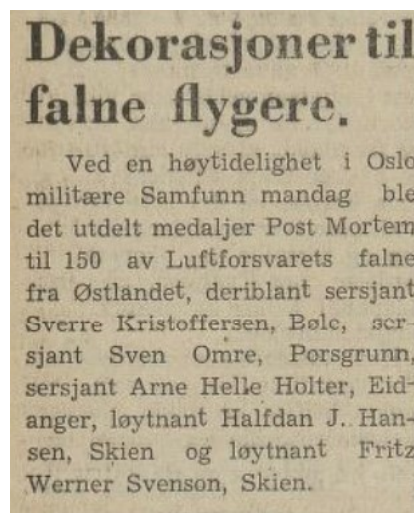 Dekorasjoner til
falne flygere.
Ved en høytidelighet i Oslo
militære Samfunn mandag ble
det utdelt medaljer Post Mortem
til 150 av Luftforsvarets falne
fra Østlandet, deriblant sersjant
Sverre Kristoffersen, Bøle, ser-
sjant Sven Omre, Porsgrunn,
sersjant Arne Helle Holter, Eid-
anger, løytnant Halfdan J. Han-
sen, Skien og løytnant Fritz
Werner Svenson, Skien.